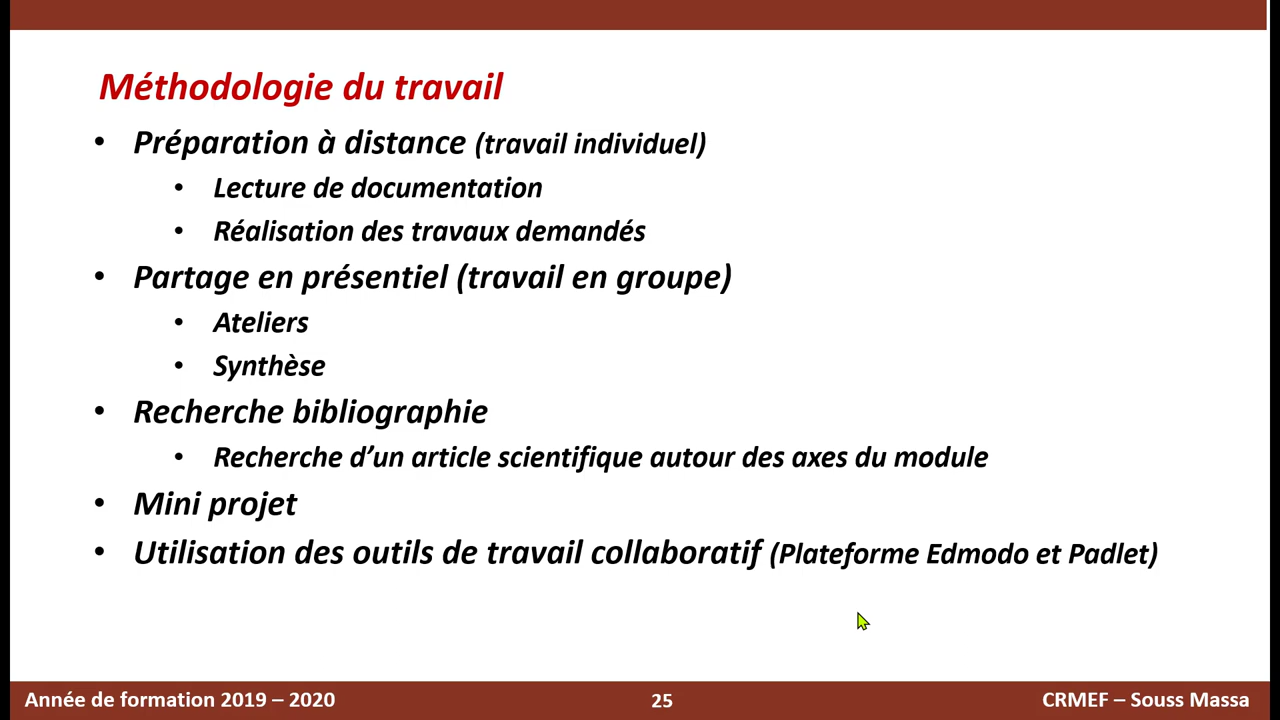 Méthodologie du travail
• Préparation à distance (travail individuel)
• Lecture de documentation
• Réalisation des travaux demandés
• Partage en présentiel (travail en groupe)
• Ateliers
• Synthèse
• Recherche bibliographie
• Recherche d’un article scientifique autour des axes du module
• Mini projet
• Utilisation des outils de travail collaboratif (Plateforme Edmodo et Padlet)
Année de formation 2019 – 2020 25 CRMEF – Souss Massa